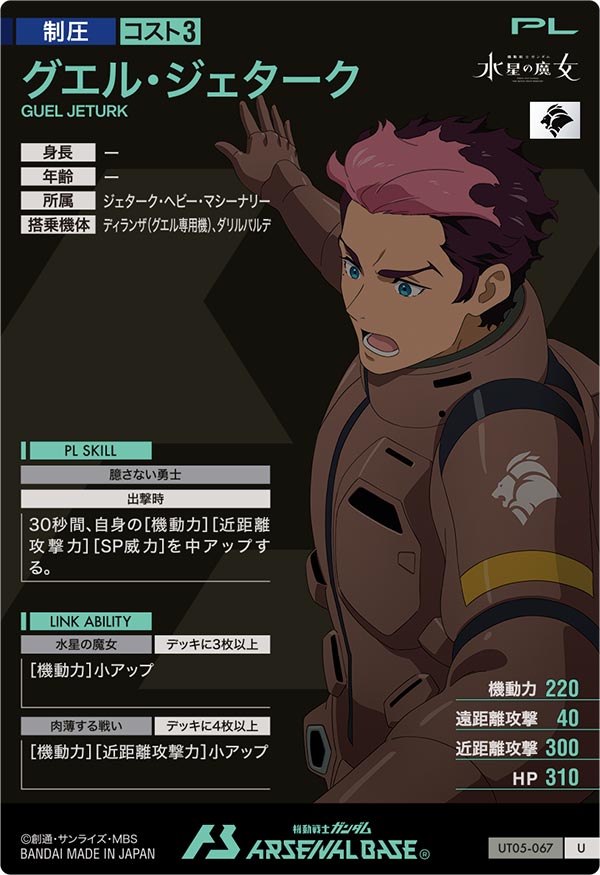 制圧 コスト3
PL
グエル・ジェターク
GUEL JETURK
機動戦士ガンダム
水星の魔女
身長 ―
年齢 ―
所属 ジェターク・ヘビー・マシーナリー
搭乗機体 ディランザ(グエル専用機)、ダリルバルデ
PL SKILL
臆さない勇士
出撃時
30秒間、自身の[機動力][近距離
攻撃力][SP威力]を中アップす
る。
LINK ABILITY
水星の魔女 デッキに3枚以上
[機動力]小アップ
肉薄する戦い デッキに4枚以上
[機動力][近距離攻撃力]小アップ
機動力 220
遠距離攻撃 40
近距離攻撃 300
HP 310
©創通・サンライズ・MBS
BANDAI MADE IN JAPAN
機動戦士ガンダム
ARSENAL BASE®
UT05-067 U